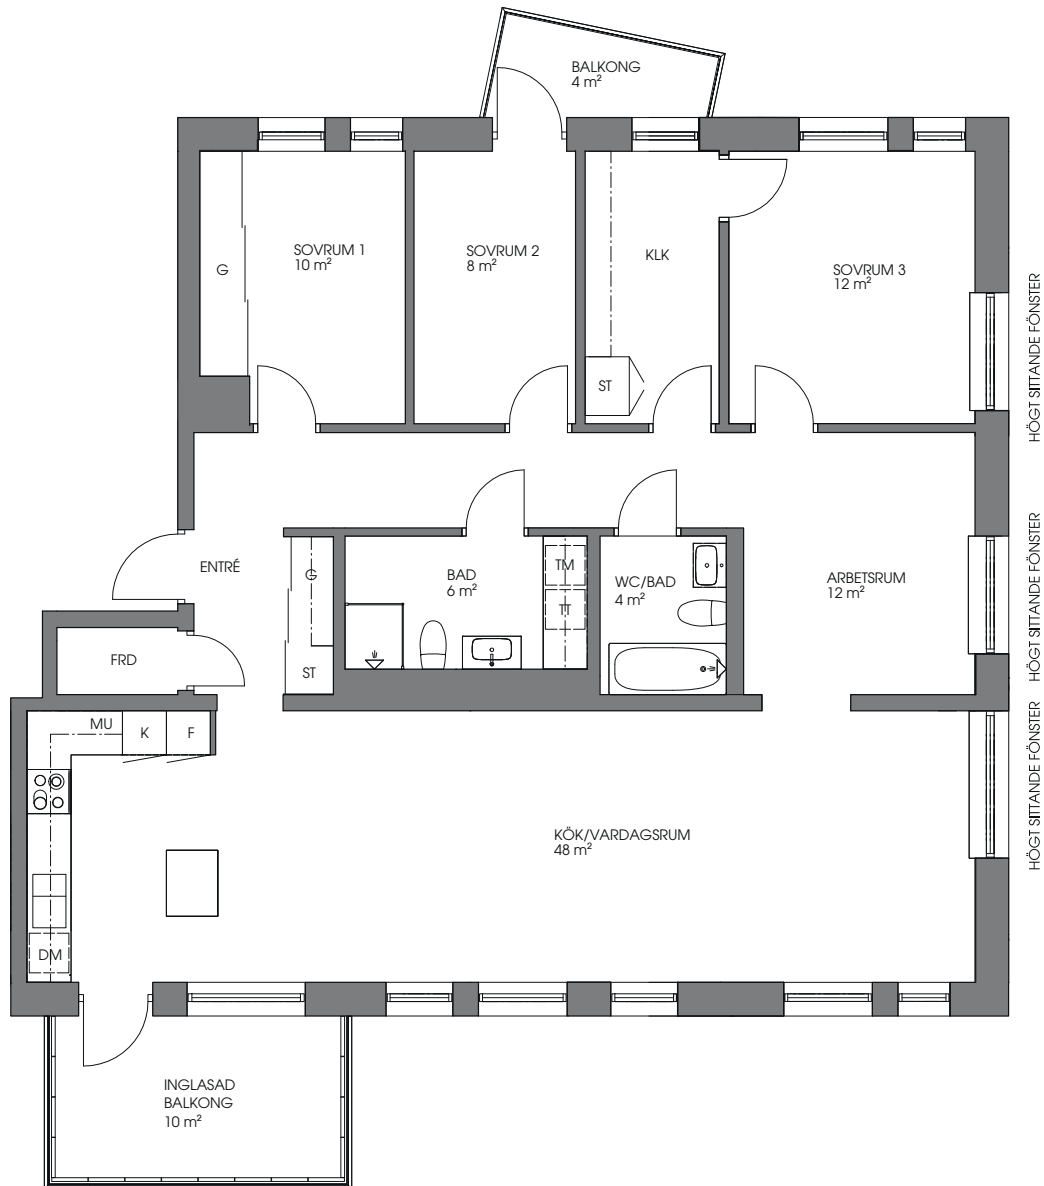 BALKONG
4 m²
SOVRUM 1
10 m²
G
SOVRUM 2
8 m²
KLK
ST
SOVRUM 3
12 m²
HÖGT SITTANDE FÖNSTER
HÖGT SITTANDE FÖNSTER
HÖGT SITTANDE FÖNSTER
ENTRÉ
G
ST
BAD
6 m²
TM
TT
WC/BAD
4 m²
ARBETSRUM
12 m²
FRD
MU
K
F
DM
KÖK/VARDAGSRUM
48 m²
INGLASAD
BALKONG
10 m²